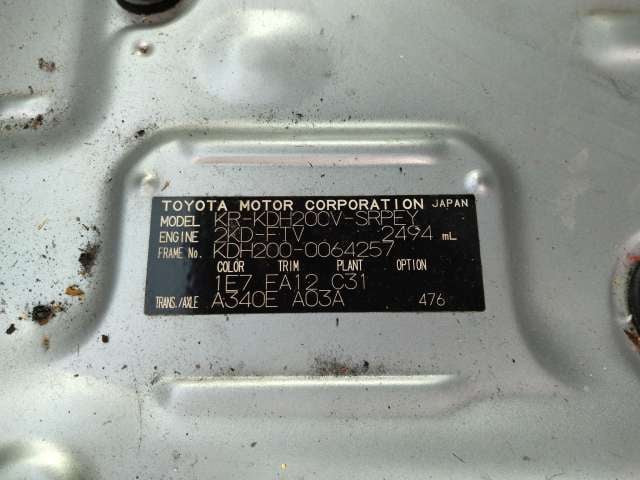 TOYOTA MOTOR CORPORATION JAPAN
MODEL KR-KDH200V-SRPEY
ENGINE 2KD-FTV 2494 mL
FRAME No. KDH200-0064257
COLOR TRIM PLANT OPTION
1E7 EA12 C31
TRANS./AXLE A340E A03A 476